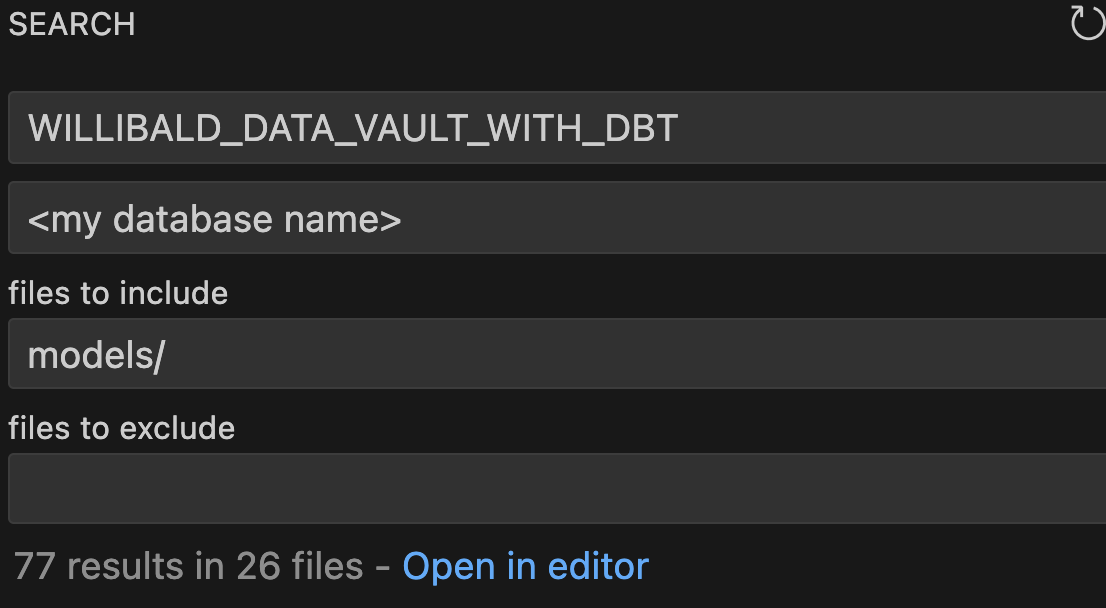 SEARCH
WILLIBALD_DATA_VAULT_WITH_DBT
<my database name>
files to include
models/
files to exclude
77 results in 26 files - Open in editor